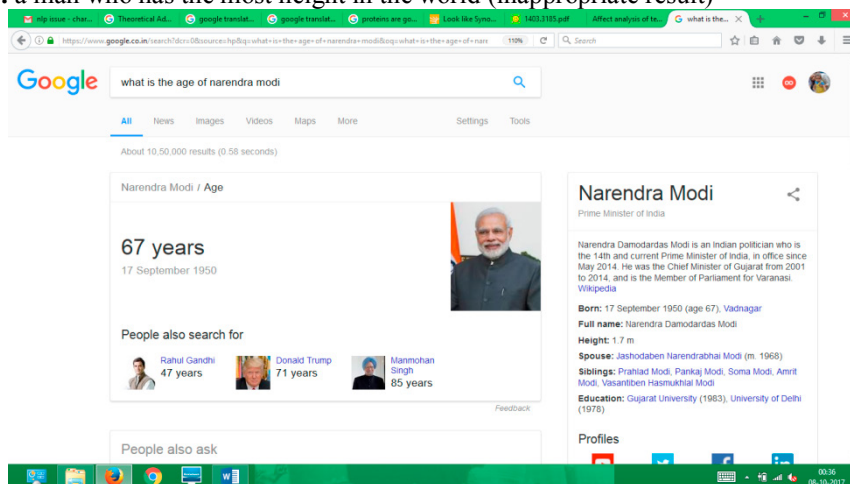 a man who has the most height in the world (inappropriate result)
nlp issue - char...
Theoretical Ad...
google translat...
google translat...
proteins are go...
Look like Syno...
1403.3185.pdf
Affect analysis of te...
what is the...
https://www.google.co.in/search?dcr=0&source=hp&q=what+is+the+age+of+narendra+modi&oq=what+is+the+age+of+nare
110%
Search
Google
what is the age of narendra modi
All News Images Videos Maps More Settings Tools
About 10,50,000 results (0.58 seconds)
Narendra Modi / Age
67 years
17 September 1950
People also search for
Rahul Gandhi
47 years
Donald Trump
71 years
Manmohan
Singh
85 years
Feedback
People also ask
Narendra Modi
Prime Minister of India
Narendra Damodardas Modi is an Indian politician who is
the 14th and current Prime Minister of India, in office since
May 2014. He was the Chief Minister of Gujarat from 2001
to 2014, and is the Member of Parliament for Varanasi.
Wikipedia
Born: 17 September 1950 (age 67), Vadnagar
Full name: Narendra Damodardas Modi
Height: 1.7 m
Spouse: Jashodaben Narendrabhai Modi (m. 1968)
Siblings: Prahlad Modi, Pankaj Modi, Soma Modi, Amrit
Modi, Vasantiben Hasmukhlal Modi
Education: Gujarat University (1983), University of Delhi
(1978)
Profiles
00:36
08-10-2017